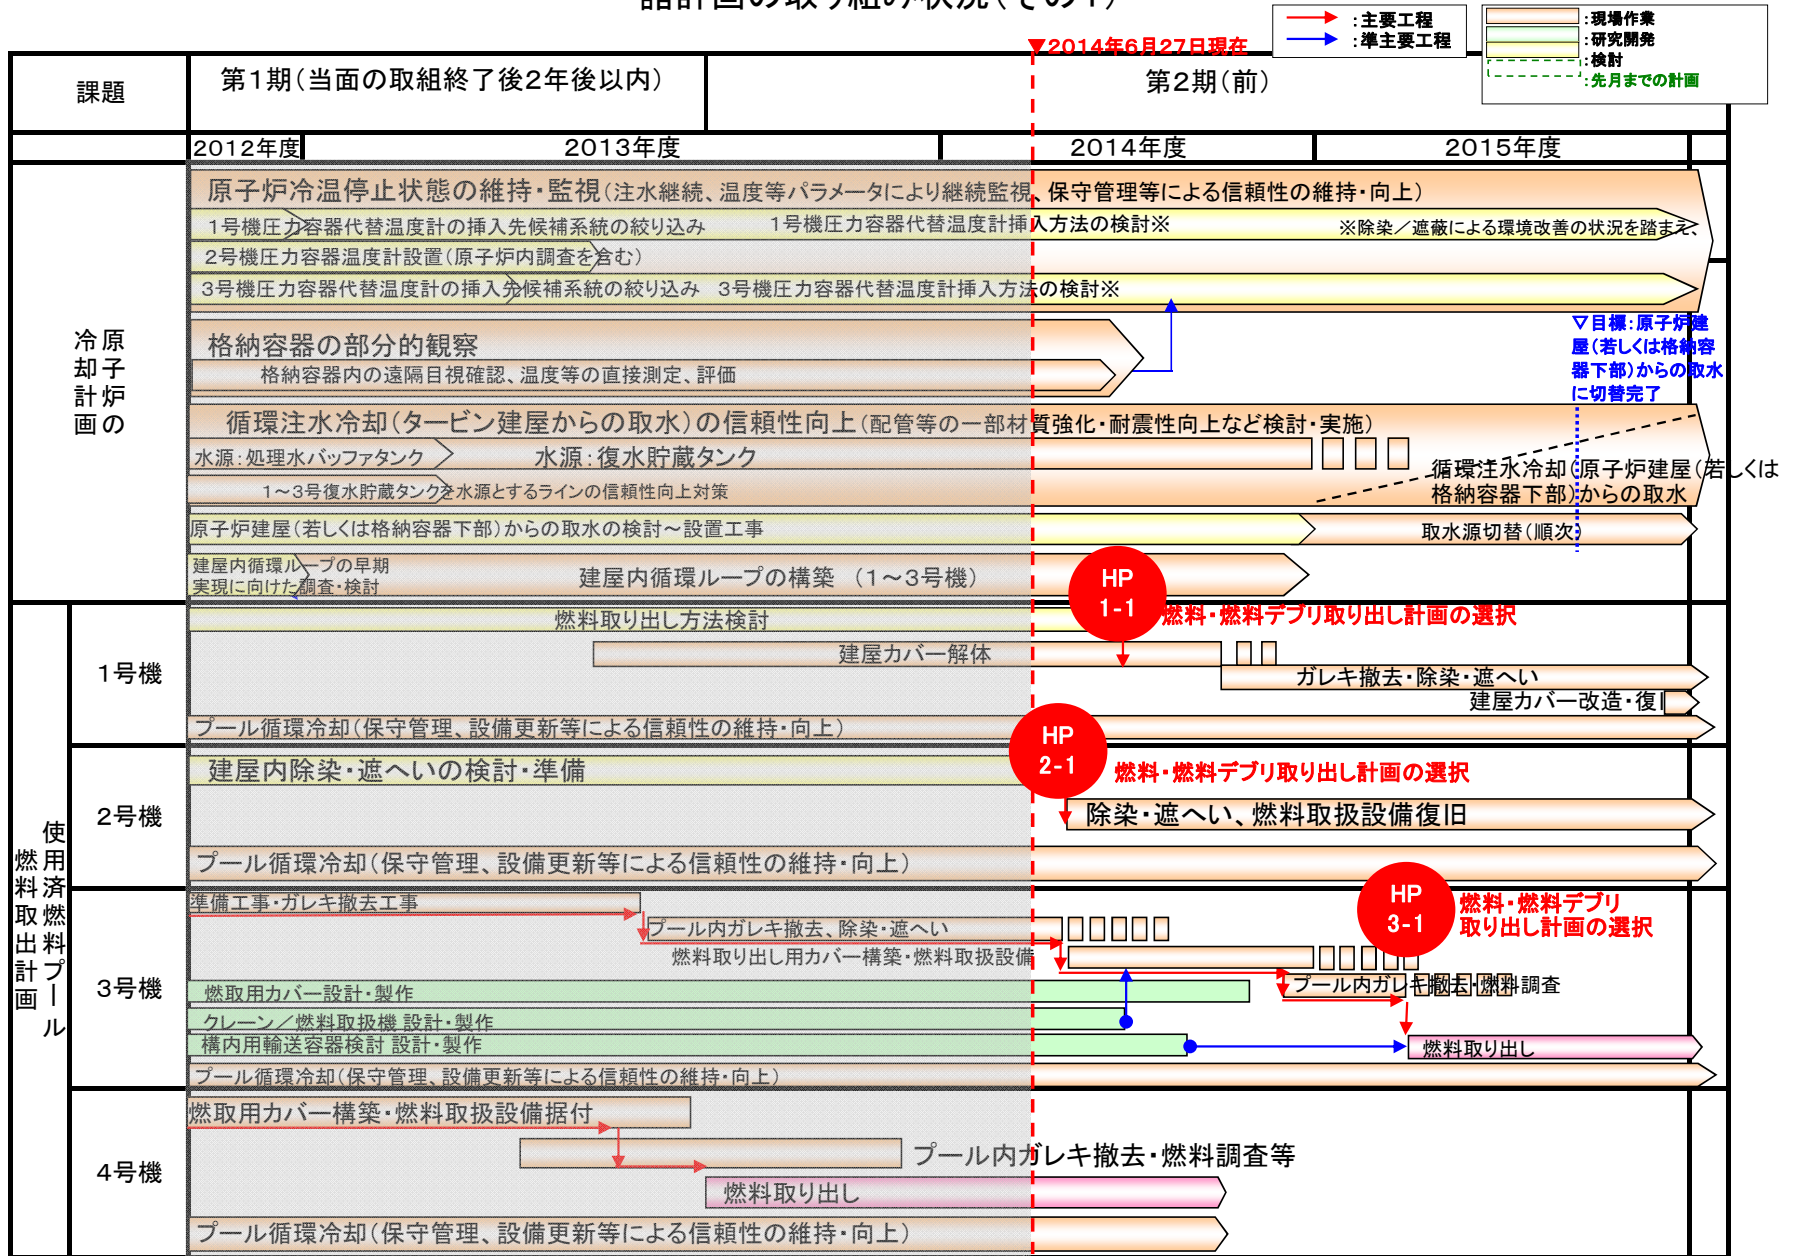 諸計画の取り組み状況(その1)
:主要工程
:準主要工程
:現場作業
:研究開発
:検討
:先月までの計画
▼2014年6月27日現在
課題
第1期(当面の取組終了後2年後以内)
第2期(前)
2012年度
2013年度
2014年度
2015年度
原子炉の
冷却計画
原子炉冷温停止状態の維持・監視(注水継続、温度等パラメータにより継続監視、保守管理等による信頼性の維持・向上)
1号機圧力容器代替温度計の挿入先候補系統の絞り込み
1号機圧力容器代替温度計挿入方法の検討※
※除染/遮蔽による環境改善の状況を踏まえ、
2号機圧力容器温度計設置(原子炉内調査を含む)
3号機圧力容器代替温度計の挿入先候補系統の絞り込み
3号機圧力容器代替温度計挿入方法の検討※
格納容器の部分的観察
格納容器内の遠隔目視確認、温度等の直接測定、評価
▽目標:原子炉建
屋(若しくは格納容
器下部)からの取水
に切替完了
循環注水冷却(タービン建屋からの取水)の信頼性向上(配管等の一部材質強化・耐震性向上など検討・実施)
水源:処理水バッファタンク
水源:復水貯蔵タンク
循環注水冷却(原子炉建屋(若しくは
格納容器下部)からの取水
1~3号復水貯蔵タンクを水源とするラインの信頼性向上対策
原子炉建屋(若しくは格納容器下部)からの取水の検討~設置工事
取水源切替(順次)
建屋内循環ループの早期
実現に向けた調査・検討
建屋内循環ループの構築 (1~3号機)
使用済燃料プール
燃料取出計画
1号機
燃料取り出し方法検討
HP
1-1
燃料・燃料デブリ取り出し計画の選択
建屋カバー解体
ガレキ撤去・除染・遮へい
建屋カバー改造・復
プール循環冷却(保守管理、設備更新等による信頼性の維持・向上)
2号機
建屋内除染・遮へいの検討・準備
HP
2-1
燃料・燃料デブリ取り出し計画の選択
除染・遮へい、燃料取扱設備復旧
プール循環冷却(保守管理、設備更新等による信頼性の維持・向上)
3号機
準備工事・ガレキ撤去工事
プール内ガレキ撤去、除染・遮へい
HP
3-1
燃料・燃料デブリ
取り出し計画の選択
燃料取り出し用カバー構築・燃料取扱設備
プール内ガレキ撤去・燃料調査
燃取用カバー設計・製作
クレーン/燃料取扱機 設計・製作
構内用輸送容器検討 設計・製作
燃料取り出し
プール循環冷却(保守管理、設備更新等による信頼性の維持・向上)
4号機
燃取用カバー構築・燃料取扱設備据付
プール内ガレキ撤去・燃料調査等
燃料取り出し
プール循環冷却(保守管理、設備更新等による信頼性の維持・向上)